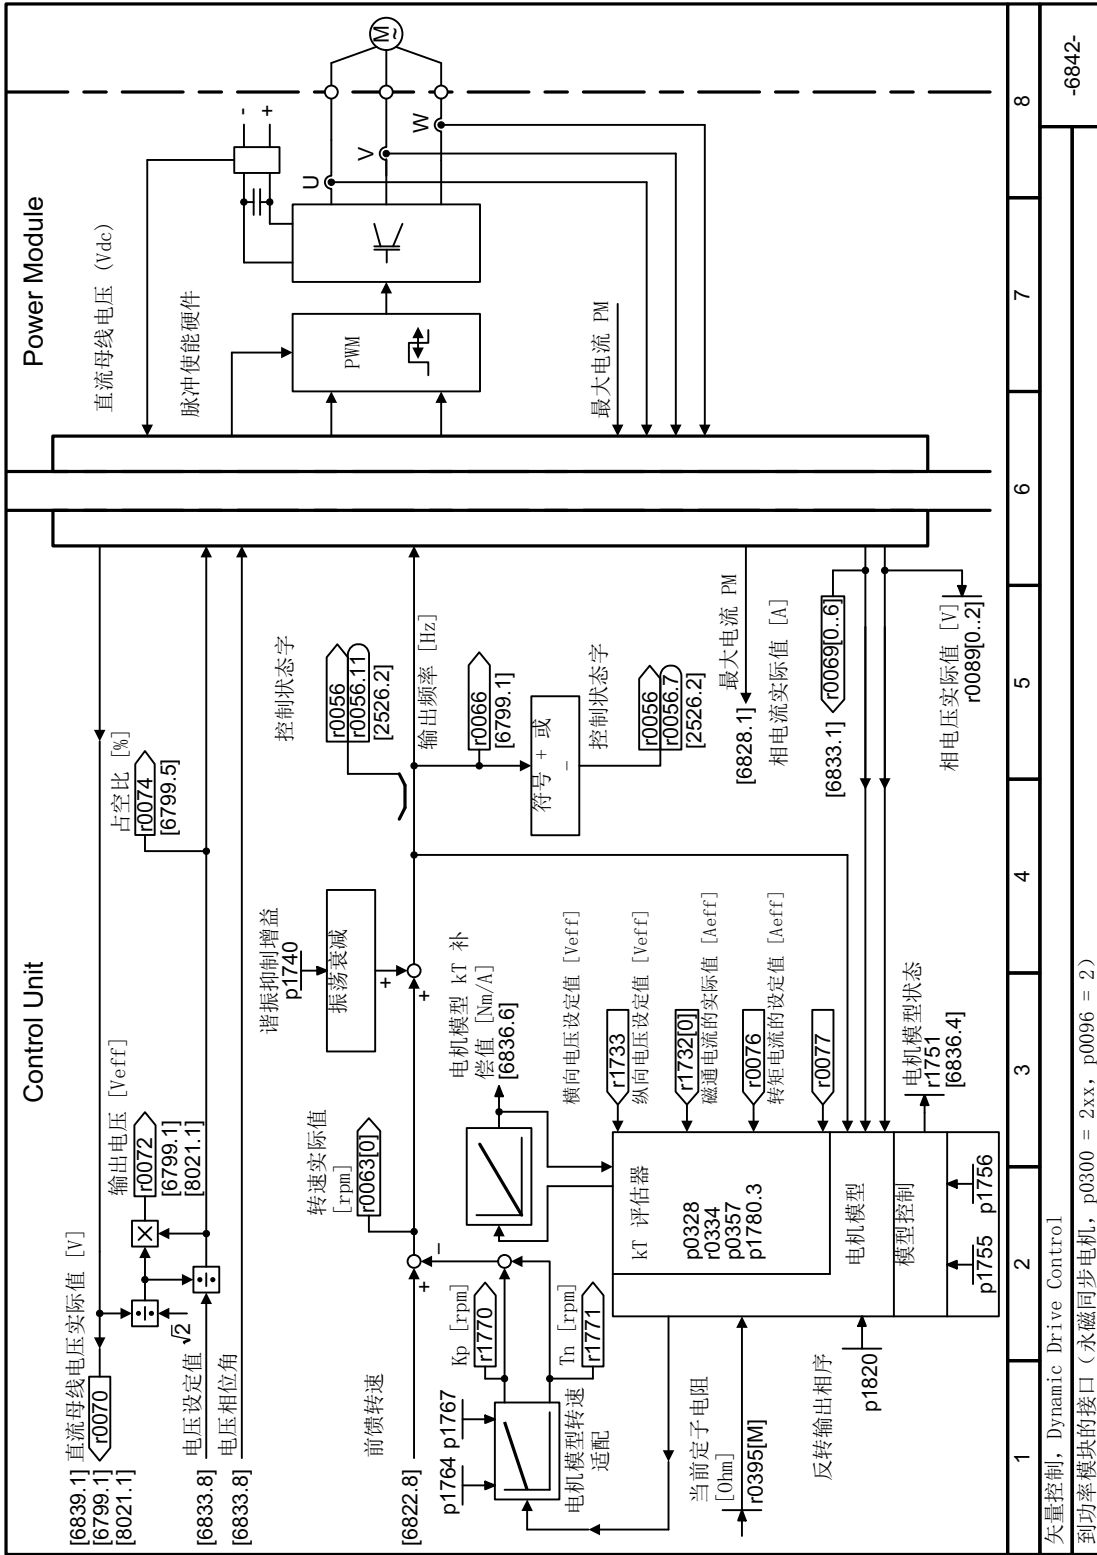 Control Unit
Power Module
[6839.1]
[6799.1]
[8021.1]
r0070
直流母线电压实际值 [V]
√2
输出电压 [Veff]
r0072
[6799.1]
[8021.1]
占空比 [%]
r0074
[6799.5]
[6833.8]
电压设定值
[6833.8]
电压相位角
直流母线电压 (Vdc)
脉冲使能硬件
PWM
-
+
U
V
W
M
~
最大电流 PM
谐振抑制增益
p1740
振荡衰减
+
+
控制状态字
r0056
r0056.11
[2526.2]
输出频率 [Hz]
r0066
[6799.1]
符号 + 或
-
控制状态字
r0056
r0056.7
[2526.2]
转速实际值
[rpm]
r0063[0]
前馈转速
[6822.8]
+
-
p1764
p1767
Kp [rpm]
r1770
Tn [rpm]
r1771
电机模型转速
适配
电机模型 kT 补
偿值 [Nm/A]
[6836.6]
最大电流 PM
[6828.1]
相电流实际值 [A]
r0069[0..6]
[6833.1]
相电压实际值 [V]
r0089[0..2]
横向电压设定值 [Veff]
r1733
纵向电压设定值 [Veff]
r1732[0]
磁通电流的实际值 [Aeff]
r0076
转矩电流的设定值 [Aeff]
r0077
kT 评估器
p0328
r0334
p0357
p1780.3
电机模型
模型控制
p1755
p1756
电机模型状态
r1751
[6836.4]
当前定子电阻
[Ohm]
r0395[M]
反转输出相序
p1820
1
2
3
4
5
6
7
8
矢量控制, Dynamic Drive Control
到功率模块的接口（永磁同步电机, p0300 = 2xx, p0096 = 2）
-6842-